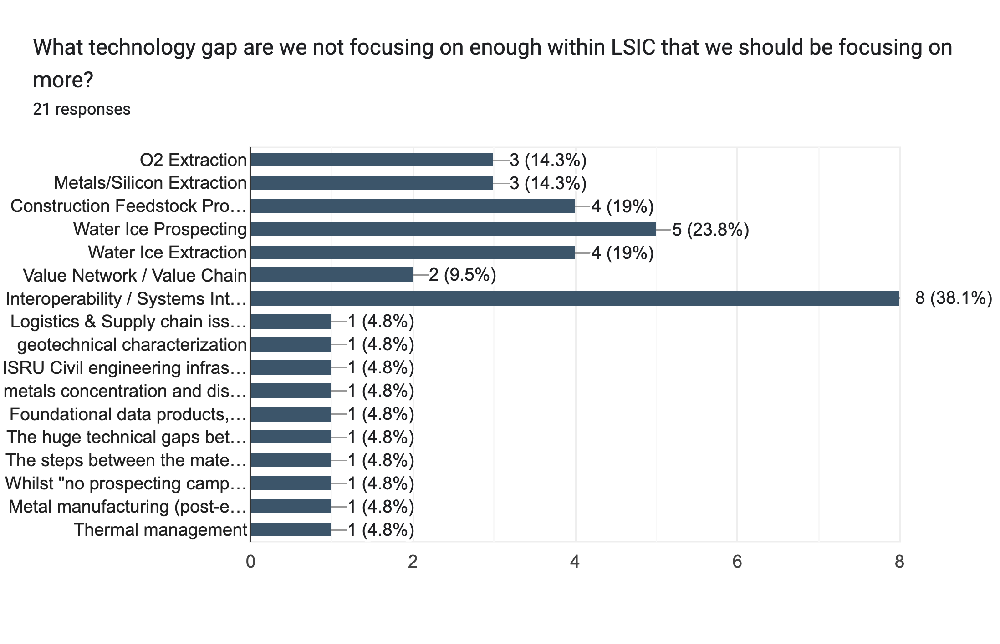 What technology gap are we not focusing on enough within LSIC that we should be focusing on
more?
21 responses
O2 Extraction 3 (14.3%)
Metals/Silicon Extraction 3 (14.3%)
Construction Feedstock Pro… 4 (19%)
Water Ice Prospecting 5 (23.8%)
Water Ice Extraction 4 (19%)
Value Network / Value Chain 2 (9.5%)
Interoperability / Systems Int… 8 (38.1%)
Logistics & Supply chain iss… 1 (4.8%)
geotechnical characterization 1 (4.8%)
ISRU Civil engineering infras… 1 (4.8%)
metals concentration and dis… 1 (4.8%)
Foundational data products,… 1 (4.8%)
The huge technical gaps bet… 1 (4.8%)
The steps between the mate… 1 (4.8%)
Whilst "no prospecting camp… 1 (4.8%)
Metal manufacturing (post-e… 1 (4.8%)
Thermal management 1 (4.8%)
0 2 4 6 8